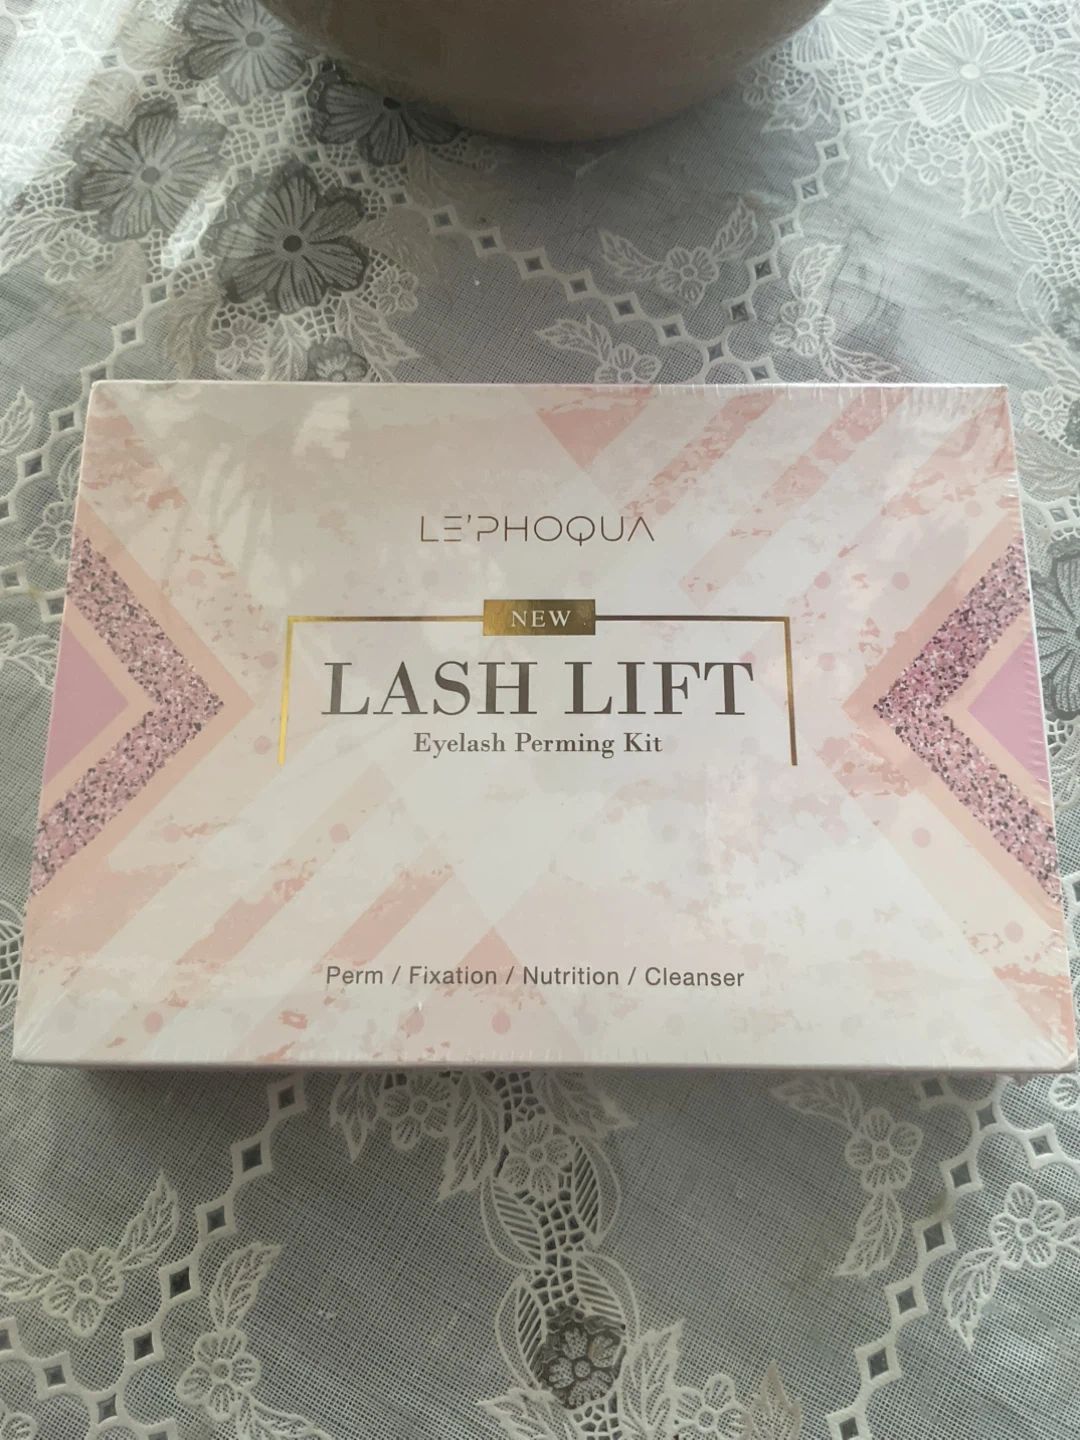 LE'PHOQUA
NEW
LASH LIFT
Eyelash Perming Kit
Perm / Fixation / Nutrition / Cleanser